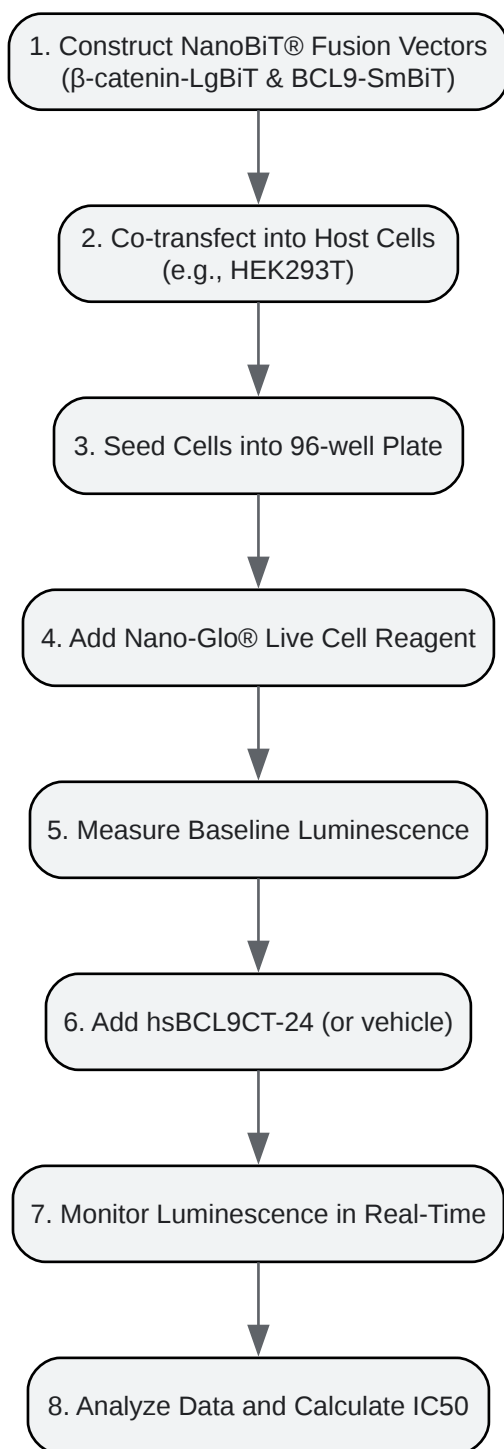 1. Construct NanoBiT® Fusion Vectors
(β-catenin-LgBiT & BCL9-SmBiT)
2. Co-transfect into Host Cells
(e.g., HEK293T)
3. Seed Cells into 96-well Plate
4. Add Nano-Glo® Live Cell Reagent
5. Measure Baseline Luminescence
6. Add hsBCL9CT-24 (or vehicle)
7. Monitor Luminescence in Real-Time
8. Analyze Data and Calculate IC50